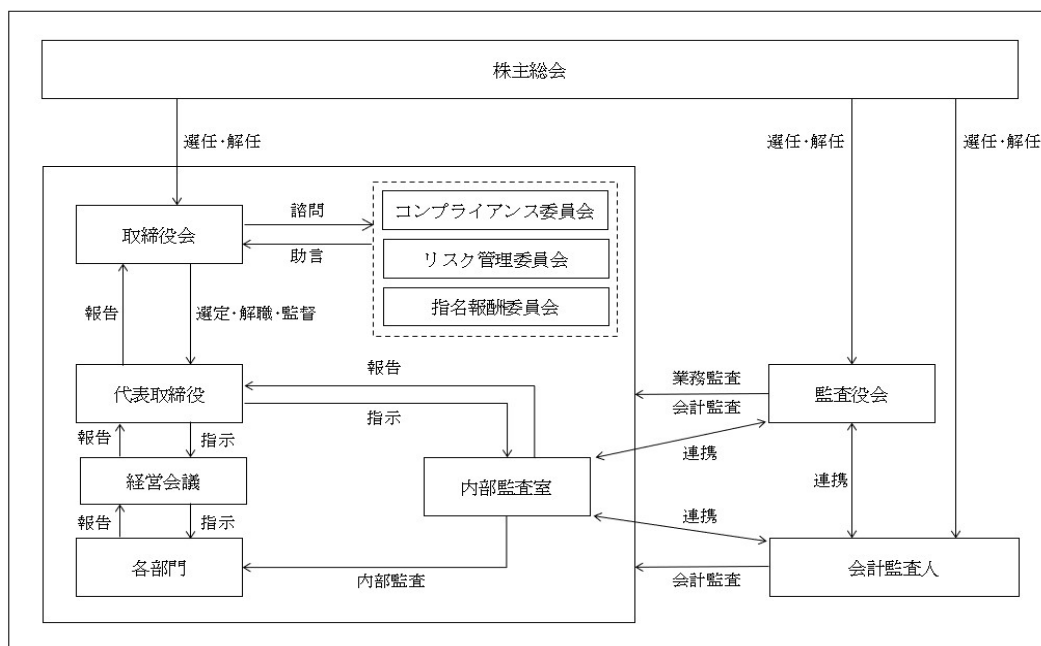 株主総会
選任・解任
選任・解任
選任・解任
取締役会
諮問
助言
コンプライアンス委員会
リスク管理委員会
指名報酬委員会
報告
選定・解職・監督
代表取締役
報告
指示
業務監査
会計監査
監査役会
報告
指示
連携
経営会議
内部監査室
連携
報告
指示
連携
各部門
内部監査
会計監査
会計監査人